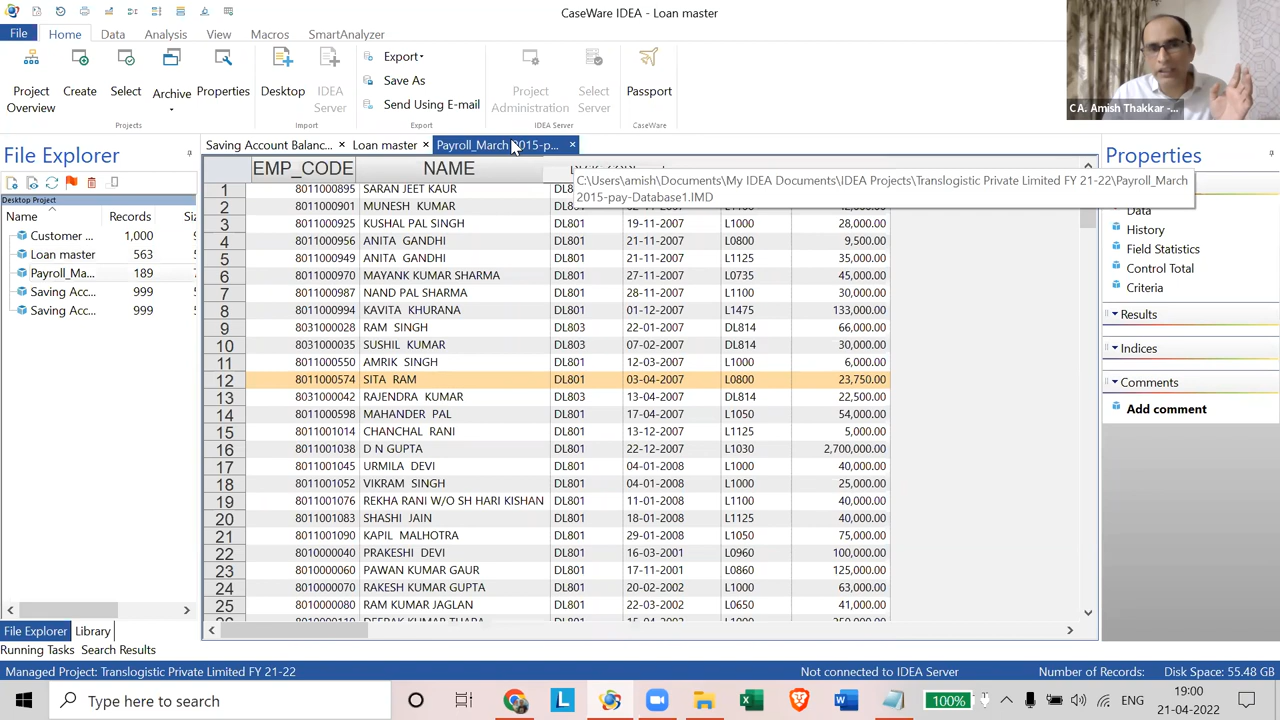 CaseWare IDEA - Loan master
File Home Data Analysis View Macros SmartAnalyzer
Project Overview
Create
Select
Archive
Properties
Projects
Desktop
IDEA Server
Import
Export
Save As
Send Using E-mail
Export
Project Administration
Select Server
IDEA Server
Passport
CaseWare
CA. Amish Thakkar -...
File Explorer
Desktop Project
Name Records Siz
Customer ... 1,000 9
Loan master 563 4
Payroll_Ma... 189 7
Saving Acc... 999 5
Saving Acc... 999 5
File Explorer Library
Running Tasks Search Results
Saving Account Balanc... × Loan master × Payroll_March 2015-p... ×
EMP_CODE NAME
C:\Users\amish\Documents\My IDEA Documents\IDEA Projects\Translogistic Private Limited FY 21-22\Payroll_March
2015-pay-Database1.IMD
1 8011000895 SARAN JEET KAUR DL8
2 8011000901 MUNESH KUMAR
3 8011000925 KUSHAL PAL SINGH DL801 19-11-2007 L1000 28,000.00
4 8011000956 ANITA GANDHI DL801 21-11-2007 L0800 9,500.00
5 8011000949 ANITA GANDHI DL801 21-11-2007 L1125 35,000.00
6 8011000970 MAYANK KUMAR SHARMA DL801 27-11-2007 L0735 45,000.00
7 8011000987 NAND PAL SHARMA DL801 28-11-2007 L1100 30,000.00
8 8011000994 KAVITA KHURANA DL801 01-12-2007 L1475 133,000.00
9 8031000028 RAM SINGH DL803 22-01-2007 DL814 66,000.00
10 8031000035 SUSHIL KUMAR DL803 07-02-2007 DL814 30,000.00
11 8011000550 AMRIK SINGH DL801 12-03-2007 L1000 6,000.00
12 8011000574 SITA RAM DL801 03-04-2007 L0800 23,750.00
13 8031000042 RAJENDRA KUMAR DL803 13-04-2007 DL814 22,500.00
14 8011000598 MAHANDER PAL DL801 17-04-2007 L1050 54,000.00
15 8011001014 CHANCHAL RANI DL801 13-12-2007 L1125 5,000.00
16 8011001038 D N GUPTA DL801 22-12-2007 L1030 2,700,000.00
17 8011001045 URMILA DEVI DL801 04-01-2008 L1000 40,000.00
18 8011001052 VIKRAM SINGH DL801 04-01-2008 L1000 25,000.00
19 8011001076 REKHA RANI W/O SH HARI KISHAN DL801 11-01-2008 L1100 40,000.00
20 8011001083 SHASHI JAIN DL801 18-01-2008 L1125 40,000.00
21 8011001090 KAPIL MALHOTRA DL801 29-01-2008 L1050 75,000.00
22 8010000040 PRAKESHI DEVI DL801 16-03-2001 L0960 100,000.00
23 8010000060 PAWAN KUMAR GAUR DL801 17-11-2001 L0860 125,000.00
24 8010000070 RAKESH KUMAR GUPTA DL801 20-02-2002 L1000 63,000.00
25 8010000080 RAM KUMAR JAGLAN DL801 22-03-2002 L0650 41,000.00
Properties
Data
History
Field Statistics
Control Total
Criteria
Results
Indices
Comments
Add comment
Managed Project: Translogistic Private Limited FY 21-22 Not connected to IDEA Server Number of Records: Disk Space: 55.48 GB
Type here to search
100%
ENG
19:00
21-04-2022